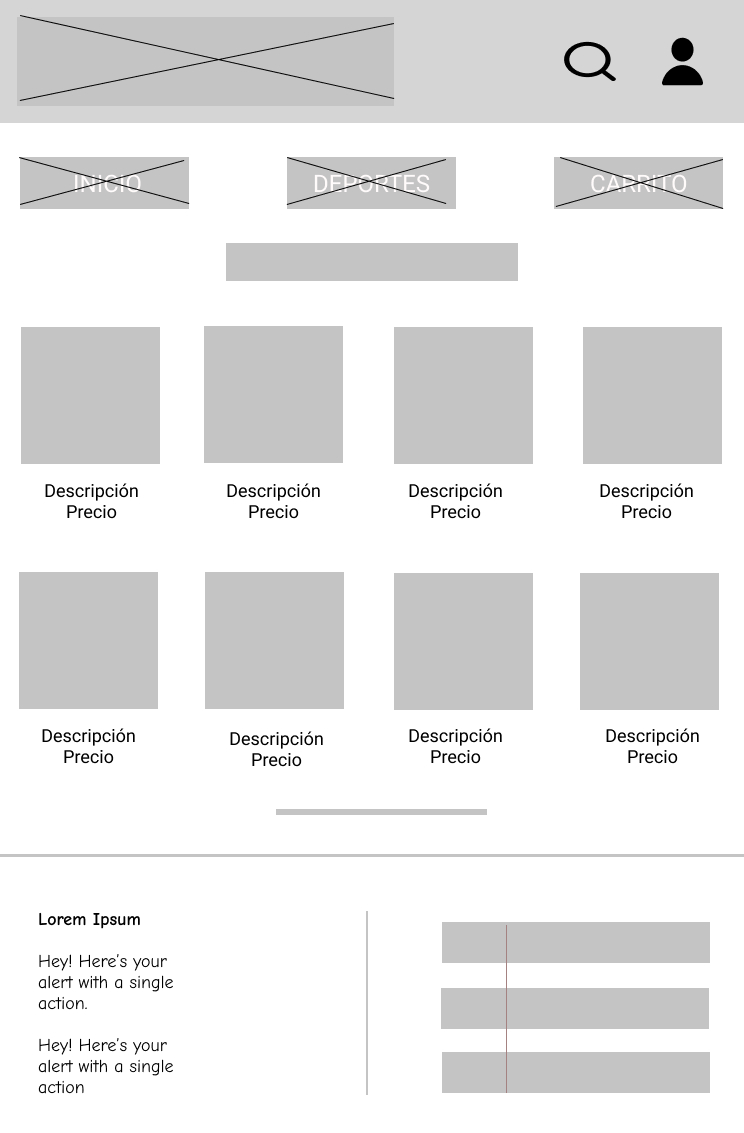 INICIO
DEPORTES
CARRITO
Descripción
Precio
Descripción
Precio
Descripción
Precio
Descripción
Precio
Descripción
Precio
Descripción
Precio
Descripción
Precio
Descripción
Precio
Lorem Ipsum
Hey! Here's your
alert with a single
action.
Hey! Here's your
alert with a single
action